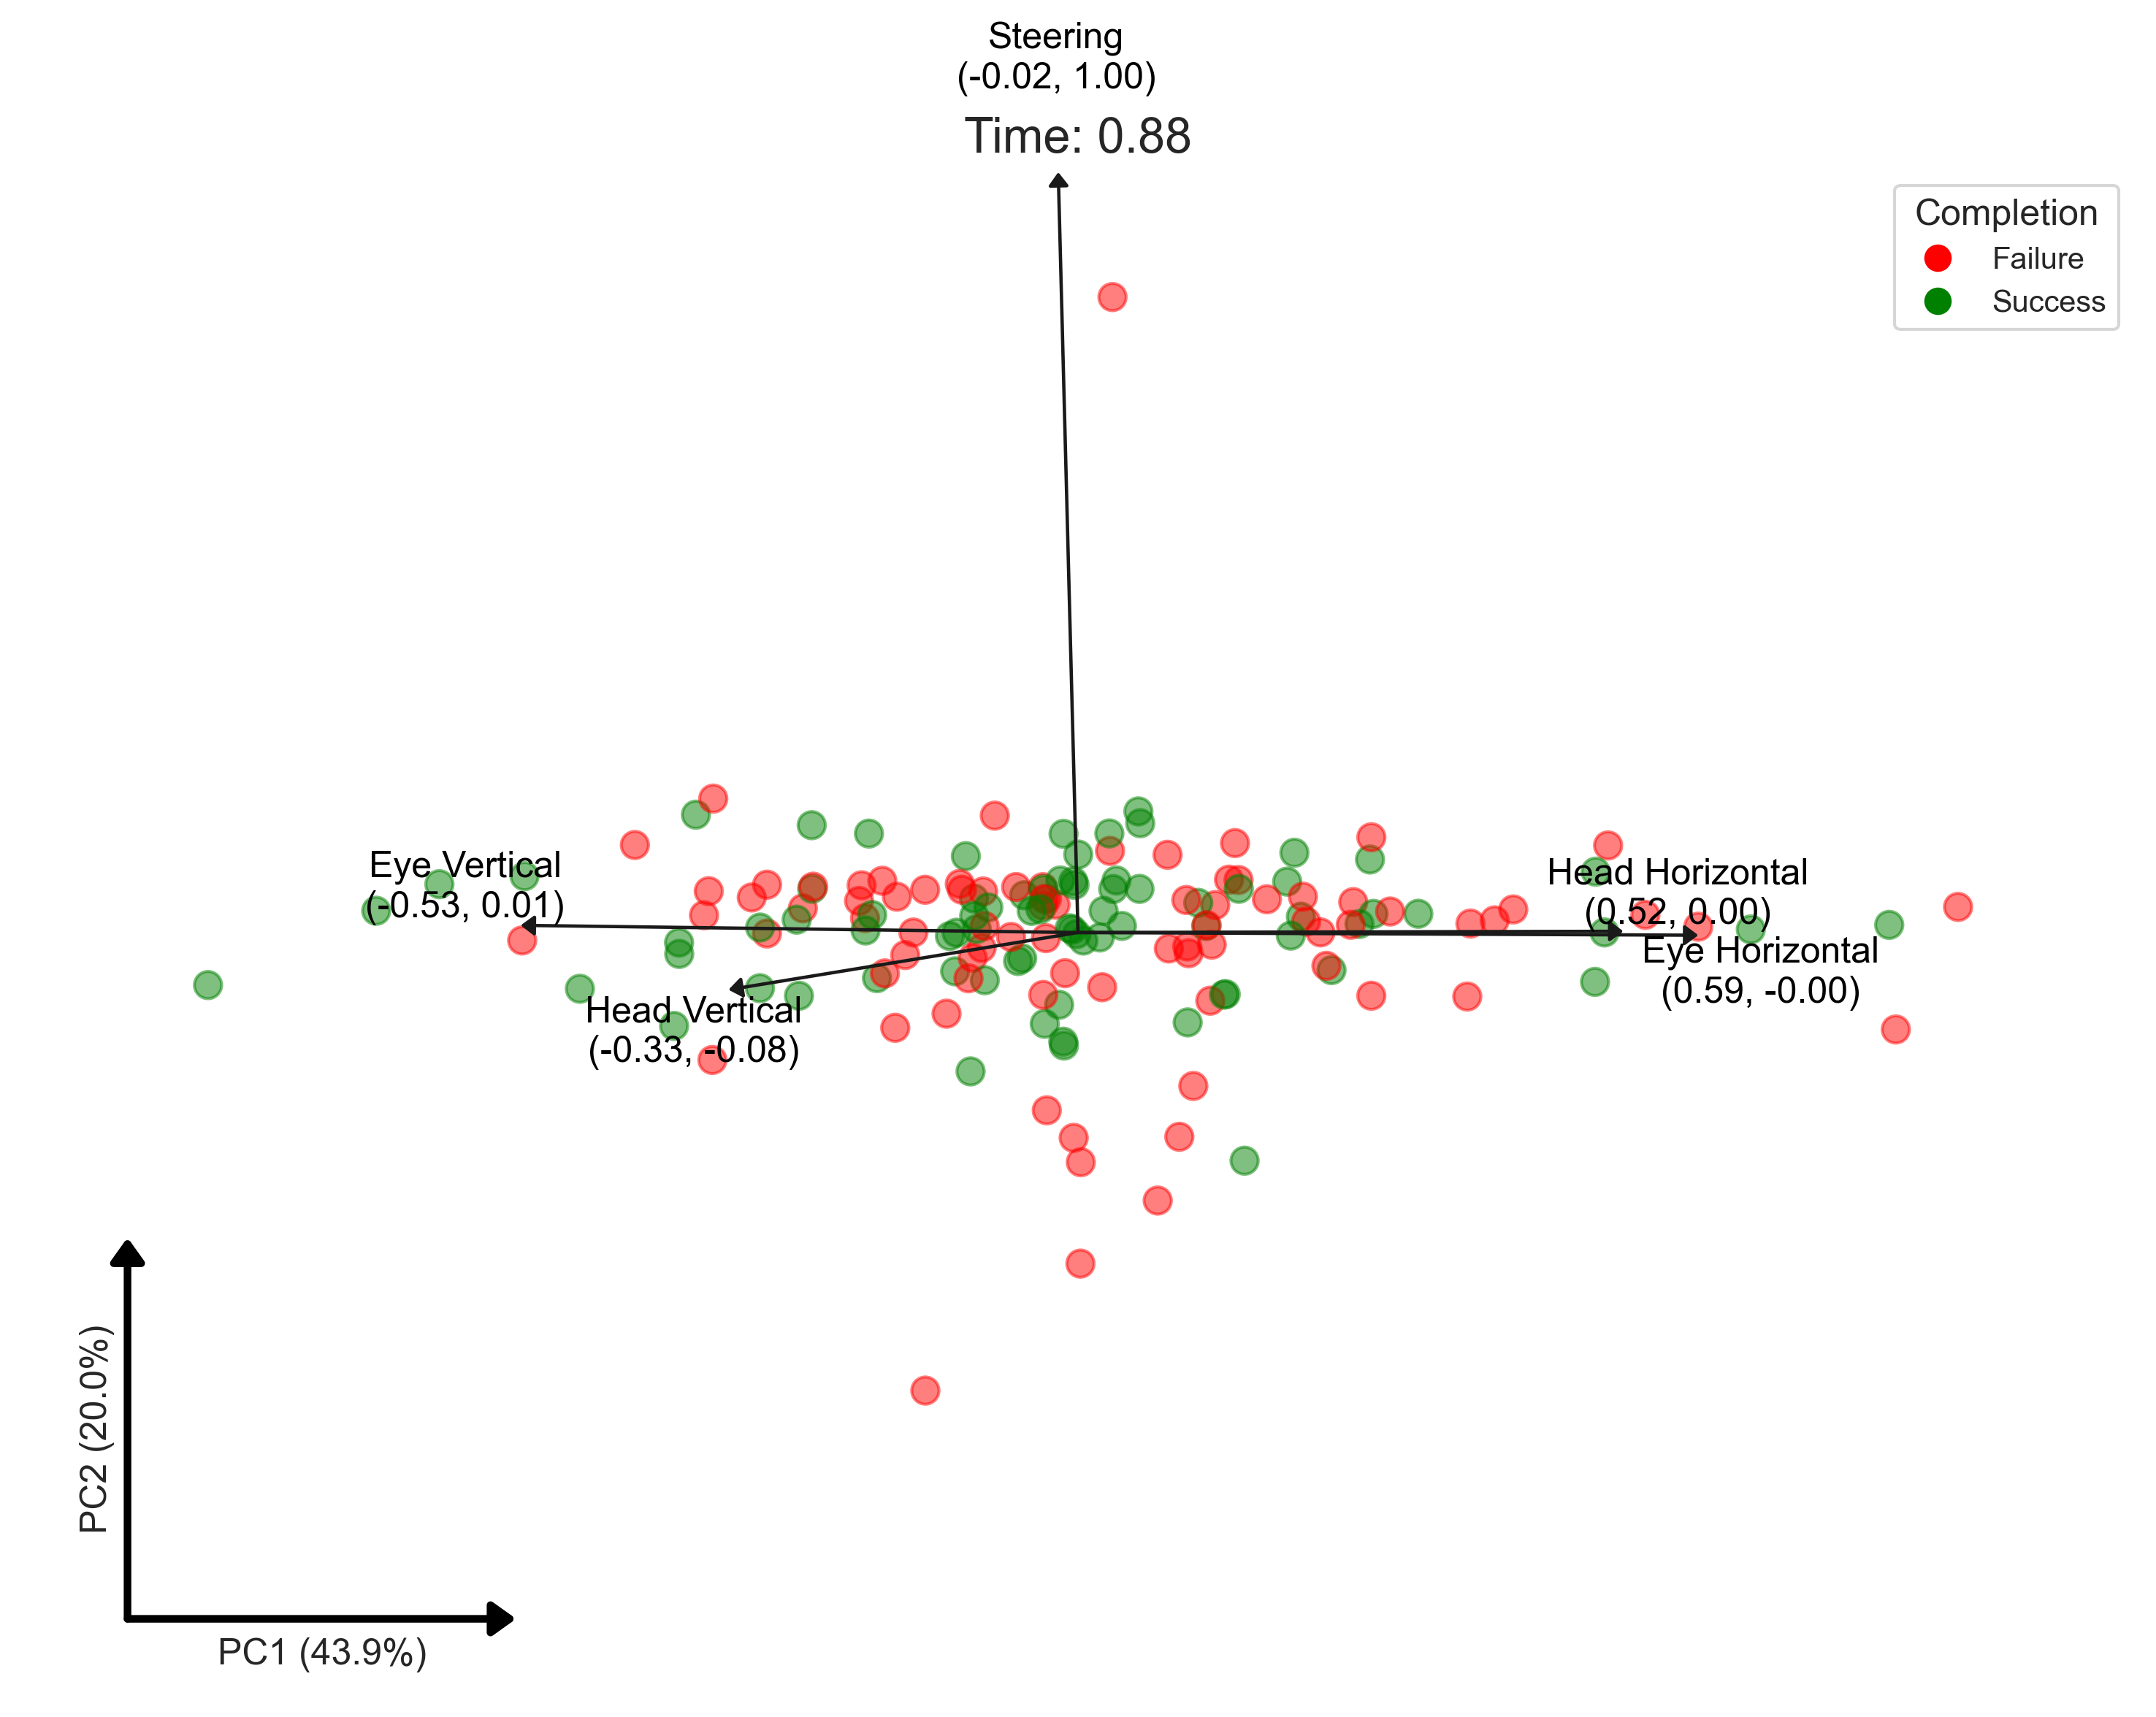 Steering
(-0.02, 1.00)
Time: 0.88
Completion
Failure
Success
Eye Vertical
(-0.53, 0.01)
Head Horizontal
(0.52, 0.00)
Eye Horizontal
(0.59, -0.00)
Head Vertical
(-0.33, -0.08)
PC2 (20.0%)
PC1 (43.9%)